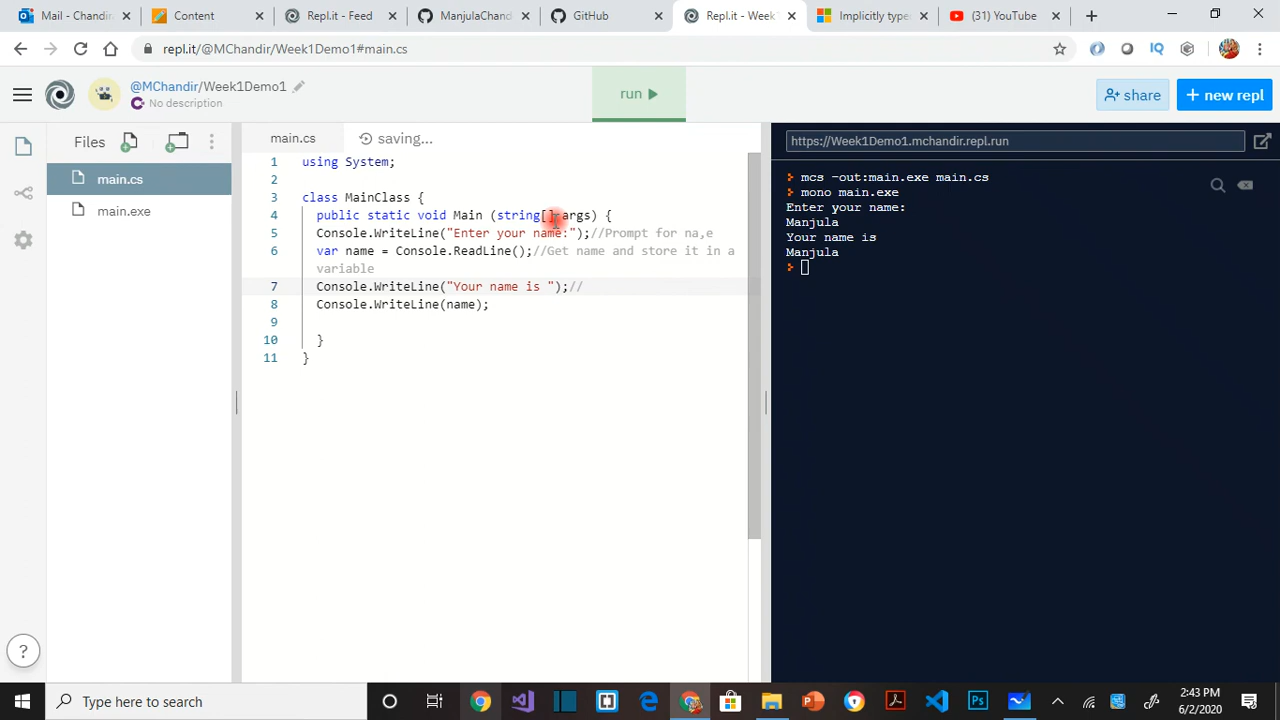 Mail - Chandir
Content
Repl.it - Feed
ManjulaChand
GitHub
Repl.it - Week
Implicitly type
(31) YouTube
repl.it/@MChandir/Week1Demo1#main.cs
IQ
@MChandir/Week1Demo1
No description
run
share
+ new repl
Files
main.cs
main.exe
main.cs
saving...
1 using System;
2
3 class MainClass {
4 public static void Main (string[] args) {
5 Console.WriteLine("Enter your name:");//Prompt for na,e
6 var name = Console.ReadLine();//Get name and store it in a
variable
7 Console.WriteLine("Your name is ");//
8 Console.WriteLine(name);
9
10 }
11 }
https://Week1Demo1.mchandir.repl.run
mcs -out:main.exe main.cs
mono main.exe
Enter your name:
Manjula
Your name is
Manjula
?
Type here to search
2:43 PM
6/2/2020